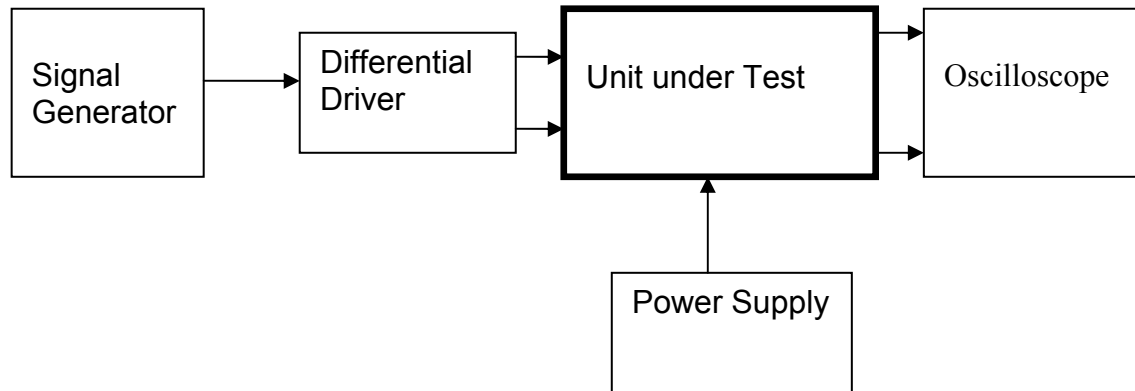 Signal
Generator
Differential
Driver
Unit under Test
Oscilloscope
Power Supply